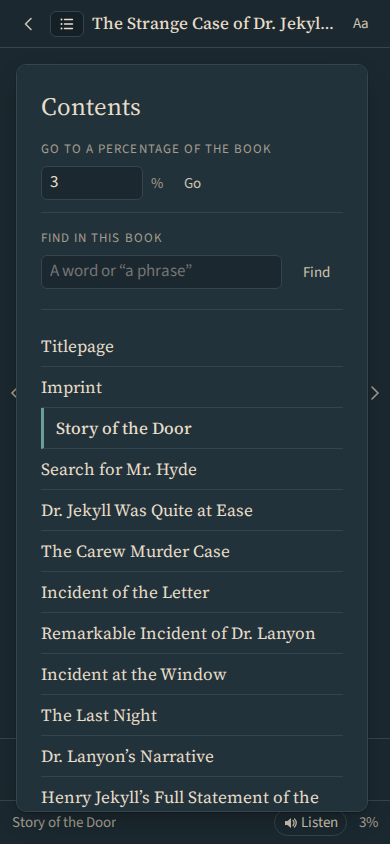 The Strange Case of Dr. Jekyl...
Aa
Contents
GO TO A PERCENTAGE OF THE BOOK
3 % Go
FIND IN THIS BOOK
A word or “a phrase” Find
Titlepage
Imprint
Story of the Door
Search for Mr. Hyde
Dr. Jekyll Was Quite at Ease
The Carew Murder Case
Incident of the Letter
Remarkable Incident of Dr. Lanyon
Incident at the Window
The Last Night
Dr. Lanyon’s Narrative
Henry Jekyll’s Full Statement of the
Story of the Door Listen 3%